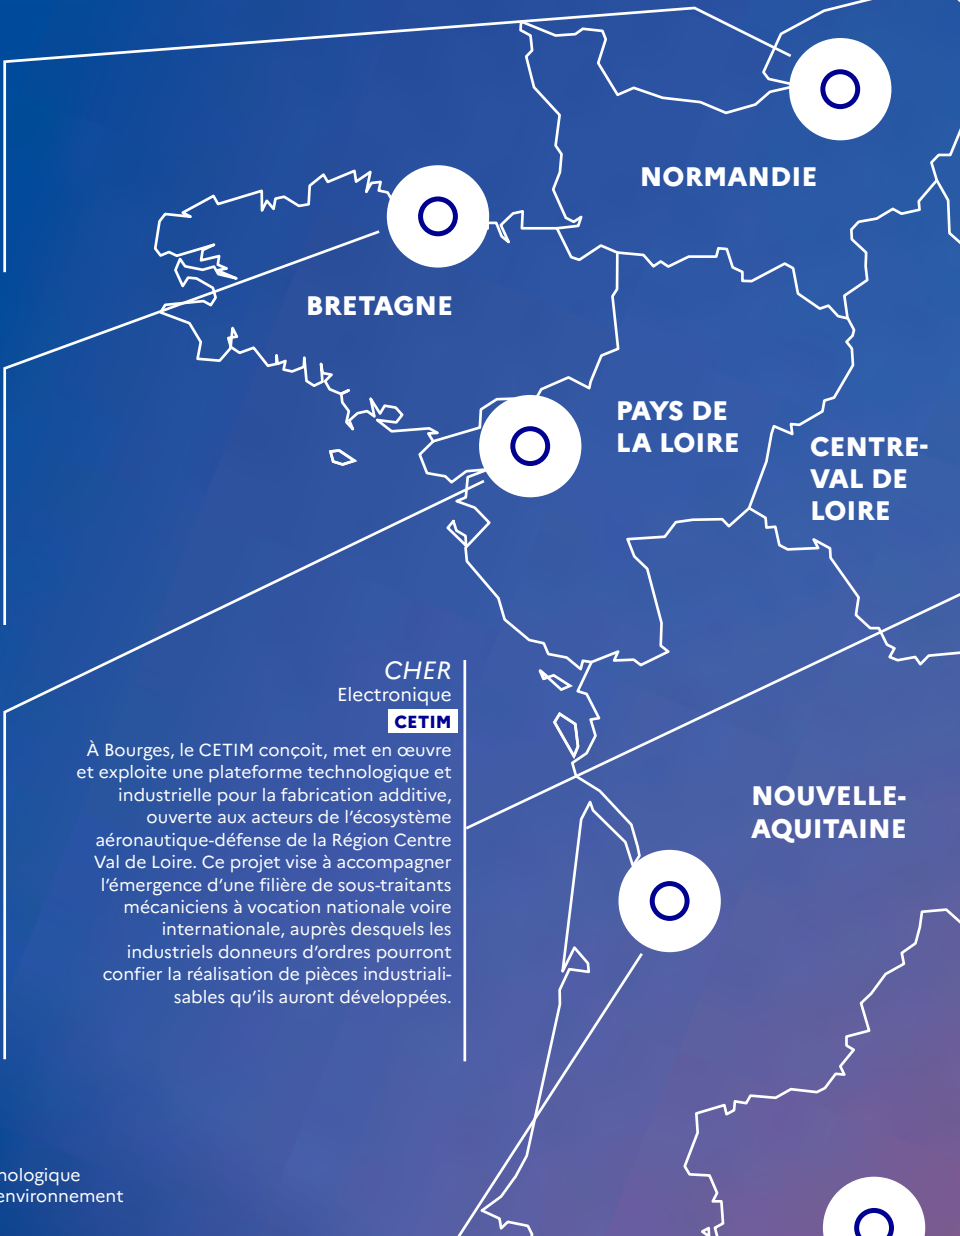 NORMANDIE
BRETAGNE
PAYS DE
LA LOIRE
CENTRE-
VAL DE
LOIRE
CHER
Electronique
CETIM
À Bourges, le CETIM conçoit, met en œuvre
et exploite une plateforme technologique et
industrielle pour la fabrication additive,
ouverte aux acteurs de l’écosystème
aéronautique-défense de la Région Centre
Val de Loire. Ce projet vise à accompagner
l’émergence d’une filière de sous-traitants
mécaniciens à vocation nationale voire
internationale, auprès desquels les
industriels donneurs d’ordres pourront
confier la réalisation de pièces industriali-
sables qu’ils auront développées.
NOUVELLE-
AQUITAINE
nologique
environnement